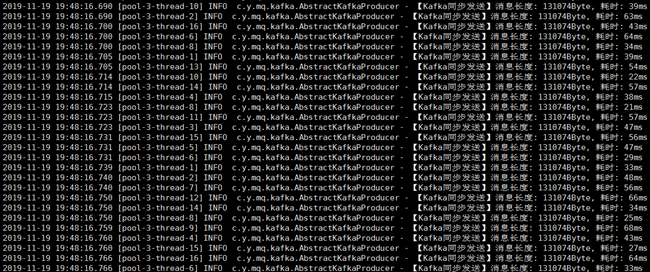 2019-11-19 19:48:16.690 [pool-3-thread-10] INFO  c.y.mq.kafka.AbstractKafkaProducer - 【Kafka同步发送】消息长度: 131074Byte, 耗时: 39ms
2019-11-19 19:48:16.690 [pool-3-thread-2] INFO  c.y.mq.kafka.AbstractKafkaProducer - 【Kafka同步发送】消息长度: 131074Byte, 耗时: 63ms
2019-11-19 19:48:16.700 [pool-3-thread-16] INFO  c.y.mq.kafka.AbstractKafkaProducer - 【Kafka同步发送】消息长度: 131074Byte, 耗时: 43ms
2019-11-19 19:48:16.700 [pool-3-thread-6] INFO  c.y.mq.kafka.AbstractKafkaProducer - 【Kafka同步发送】消息长度: 131074Byte, 耗时: 64ms
2019-11-19 19:48:16.700 [pool-3-thread-8] INFO  c.y.mq.kafka.AbstractKafkaProducer - 【Kafka同步发送】消息长度: 131074Byte, 耗时: 34ms
2019-11-19 19:48:16.705 [pool-3-thread-1] INFO  c.y.mq.kafka.AbstractKafkaProducer - 【Kafka同步发送】消息长度: 131074Byte, 耗时: 39ms
2019-11-19 19:48:16.705 [pool-3-thread-13] INFO  c.y.mq.kafka.AbstractKafkaProducer - 【Kafka同步发送】消息长度: 131074Byte, 耗时: 54ms
2019-11-19 19:48:16.714 [pool-3-thread-10] INFO  c.y.mq.kafka.AbstractKafkaProducer - 【Kafka同步发送】消息长度: 131074Byte, 耗时: 22ms
2019-11-19 19:48:16.714 [pool-3-thread-14] INFO  c.y.mq.kafka.AbstractKafkaProducer - 【Kafka同步发送】消息长度: 131074Byte, 耗时: 57ms
2019-11-19 19:48:16.715 [pool-3-thread-4] INFO  c.y.mq.kafka.AbstractKafkaProducer - 【Kafka同步发送】消息长度: 131074Byte, 耗时: 38ms
2019-11-19 19:48:16.723 [pool-3-thread-8] INFO  c.y.mq.kafka.AbstractKafkaProducer - 【Kafka同步发送】消息长度: 131074Byte, 耗时: 21ms
2019-11-19 19:48:16.723 [pool-3-thread-11] INFO  c.y.mq.kafka.AbstractKafkaProducer - 【Kafka同步发送】消息长度: 131074Byte, 耗时: 57ms
2019-11-19 19:48:16.723 [pool-3-thread-3] INFO  c.y.mq.kafka.AbstractKafkaProducer - 【Kafka同步发送】消息长度: 131074Byte, 耗时: 47ms
2019-11-19 19:48:16.731 [pool-3-thread-15] INFO  c.y.mq.kafka.AbstractKafkaProducer - 【Kafka同步发送】消息长度: 131074Byte, 耗时: 56ms
2019-11-19 19:48:16.731 [pool-3-thread-5] INFO  c.y.mq.kafka.AbstractKafkaProducer - 【Kafka同步发送】消息长度: 131074Byte, 耗时: 47ms
2019-11-19 19:48:16.731 [pool-3-thread-6] INFO  c.y.mq.kafka.AbstractKafkaProducer - 【Kafka同步发送】消息长度: 131074Byte, 耗时: 29ms
2019-11-19 19:48:16.739 [pool-3-thread-1] INFO  c.y.mq.kafka.AbstractKafkaProducer - 【Kafka同步发送】消息长度: 131074Byte, 耗时: 33ms
2019-11-19 19:48:16.740 [pool-3-thread-2] INFO  c.y.mq.kafka.AbstractKafkaProducer - 【Kafka同步发送】消息长度: 131074Byte, 耗时: 48ms
2019-11-19 19:48:16.740 [pool-3-thread-7] INFO  c.y.mq.kafka.AbstractKafkaProducer - 【Kafka同步发送】消息长度: 131074Byte, 耗时: 56ms
2019-11-19 19:48:16.750 [pool-3-thread-12] INFO  c.y.mq.kafka.AbstractKafkaProducer - 【Kafka同步发送】消息长度: 131074Byte, 耗时: 66ms
2019-11-19 19:48:16.750 [pool-3-thread-14] INFO  c.y.mq.kafka.AbstractKafkaProducer - 【Kafka同步发送】消息长度: 131074Byte, 耗时: 34ms
2019-11-19 19:48:16.750 [pool-3-thread-8] INFO  c.y.mq.kafka.AbstractKafkaProducer - 【Kafka同步发送】消息长度: 131074Byte, 耗时: 25ms
2019-11-19 19:48:16.759 [pool-3-thread-9] INFO  c.y.mq.kafka.AbstractKafkaProducer - 【Kafka同步发送】消息长度: 131074Byte, 耗时: 68ms
2019-11-19 19:48:16.760 [pool-3-thread-4] INFO  c.y.mq.kafka.AbstractKafkaProducer - 【Kafka同步发送】消息长度: 131074Byte, 耗时: 43ms
2019-11-19 19:48:16.760 [pool-3-thread-15] INFO  c.y.mq.kafka.AbstractKafkaProducer - 【Kafka同步发送】消息长度: 131074Byte, 耗时: 27ms
2019-11-19 19:48:16.766 [pool-3-thread-16] INFO  c.y.mq.kafka.AbstractKafkaProducer - 【Kafka同步发送】消息长度: 131074Byte, 耗时: 64ms
2019-11-19 19:48:16.766 [pool-3-thread-6] INFO  c.y.mq.kafka.AbstractKafkaProducer - 【Kafka同步发送】消息长度: 131074Byte, 耗时: 33ms